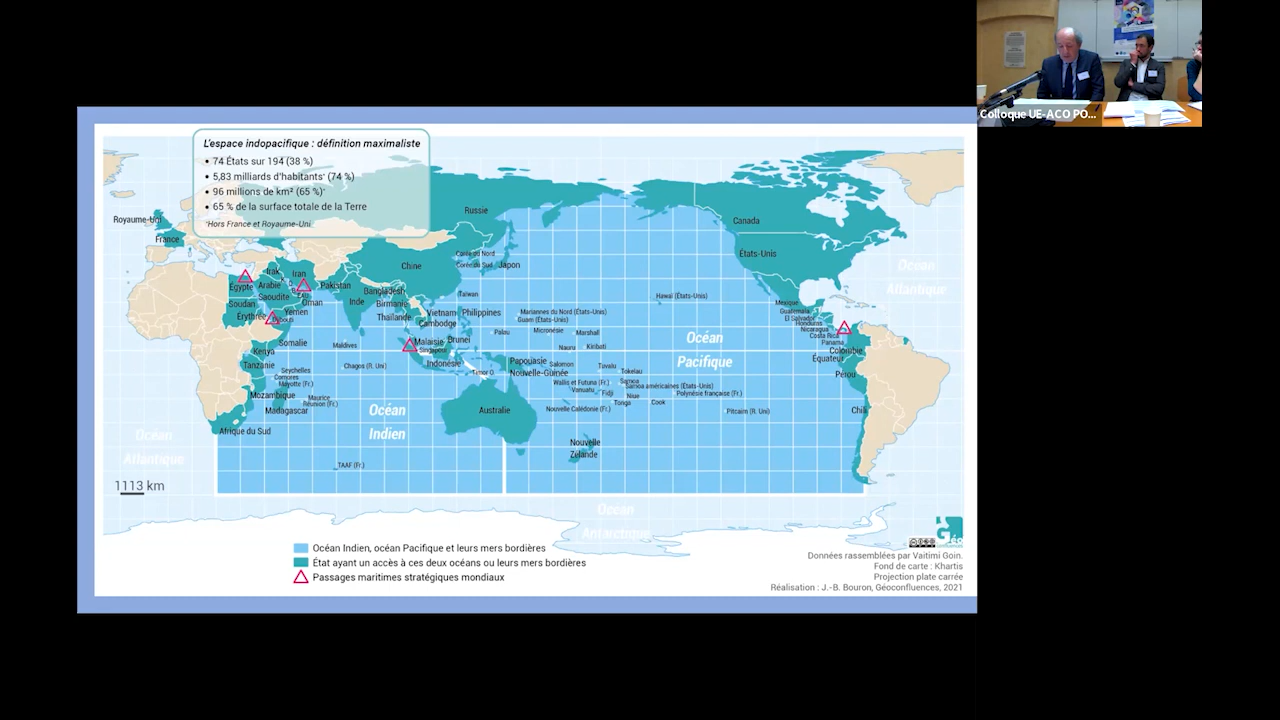 Colloque UE-ACO PO...
L'espace indopacifique : définition maximaliste
• 74 États sur 194 (38 %)
• 5,83 milliards d'habitants* (74 %)
• 96 millions de km² (65 %)*
• 65 % de la surface totale de la Terre
*Hors France et Royaume-Uni.
Royaume-Uni
France
Russie
Canada
États-Unis
Chine
Corée du Nord
Corée du Sud
Japon
Océan
Atlantique
Irak
Iran
Égypte
Arabie
Saoudite
Pakistan
Oman
EAU
Inde
Bangladesh
Birmanie
Thaïlande
Taïwan
Hawaï (États-Unis)
Mexique
Guatemala
El Salvador
Honduras
Nicaragua
Costa Rica
Panama
Soudan
Érythrée
Yémen
Djibouti
Vietnam
Cambodge
Philippines
Mariannes du Nord (États-Unis)
Guam (États-Unis)
Palau
Micronésie
Marshall
Océan
Pacifique
Colombie
Équateur
Pérou
Somalie
Kenya
Tanzanie
Maldives
Malaisie
Singapour
Brunei
Indonésie
Nauru
Kiribati
Seychelles
Comores
Mayotte (Fr.)
Chagos (R. Uni)
Timor O.
Papouasie
Nouvelle-Guinée
Salomon
Tuvalu
Tokelau
Wallis et Futuna (Fr.)
Samoa
Samoa américaines (États-Unis)
Vanuatu
Fidji
Niue
Polynésie française (Fr.)
Mozambique
Madagascar
Maurice
Réunion (Fr.)
Tonga
Cook
Nouvelle Calédonie (Fr.)
Pitcairn (R. Uni)
Australie
Chili
Océan
Indien
Afrique du Sud
Océan
Atlantique
Nouvelle
Zélande
TAAF (Fr.)
1113 km
Océan
Antarctique
Géo
Océan Indien, océan Pacifique et leurs mers bordières
État ayant un accès à ces deux océans ou leurs mers bordières
Passages maritimes stratégiques mondiaux
Données rassemblées par Vaitimi Goin.
Fond de carte : Khartis
Projection plate carrée
Réalisation : J.-B. Bouron, Géoconfluences, 2021